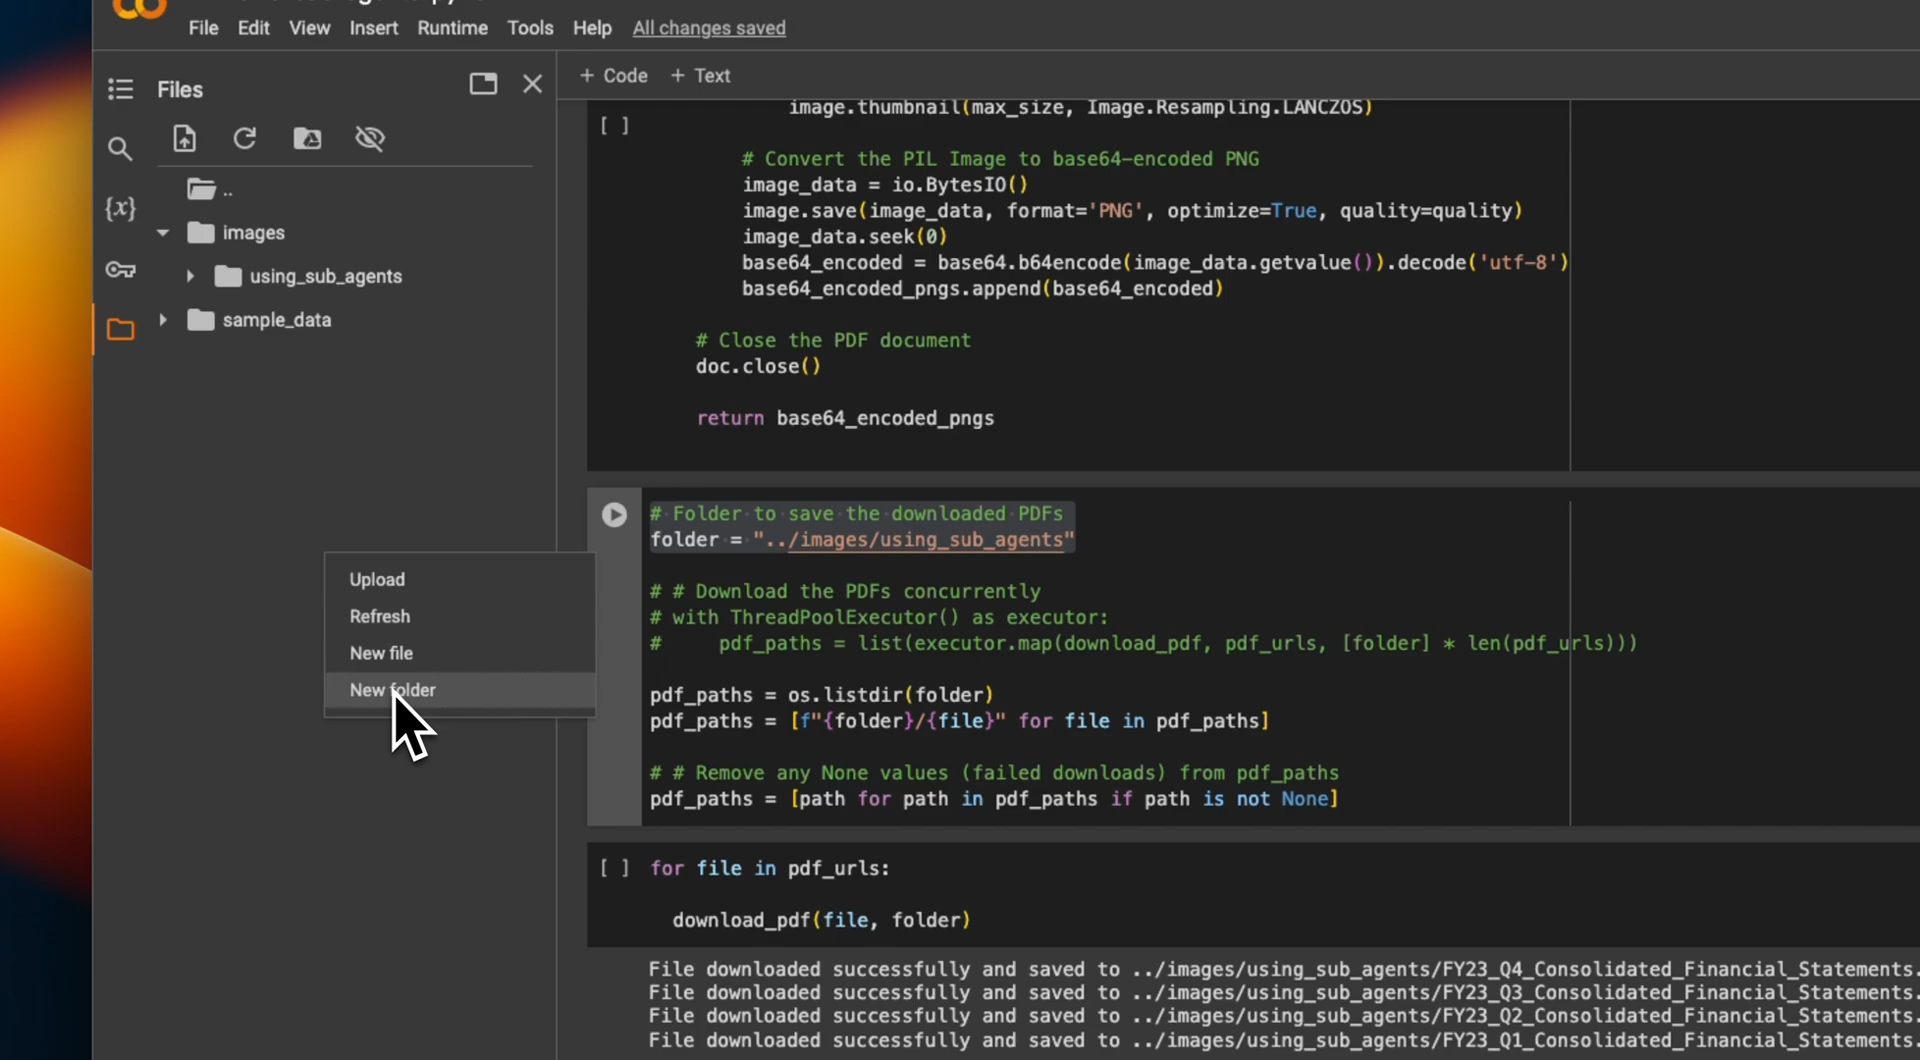 File Edit View Insert Runtime Tools Help All changes saved
Files
+ Code + Text
..
images
using_sub_agents
sample_data
{x}
Upload
Refresh
New file
New folder
image.thumbnail(max_size, Image.Resampling.LANCZOS)
[ ]
# Convert the PIL Image to base64-encoded PNG
image_data = io.BytesIO()
image.save(image_data, format='PNG', optimize=True, quality=quality)
image_data.seek(0)
base64_encoded = base64.b64encode(image_data.getvalue()).decode('utf-8')
base64_encoded_pngs.append(base64_encoded)
# Close the PDF document
doc.close()
return base64_encoded_pngs
# Folder to save the downloaded PDFs
folder = "../images/using_sub_agents"
# # Download the PDFs concurrently
# with ThreadPoolExecutor() as executor:
#     pdf_paths = list(executor.map(download_pdf, pdf_urls, [folder] * len(pdf_urls)))
pdf_paths = os.listdir(folder)
pdf_paths = [f"{folder}/{file}" for file in pdf_paths]
# # Remove any None values (failed downloads) from pdf_paths
pdf_paths = [path for path in pdf_paths if path is not None]
[ ] for file in pdf_urls:
download_pdf(file, folder)
File downloaded successfully and saved to ../images/using_sub_agents/FY23_Q4_Consolidated_Financial_Statements.
File downloaded successfully and saved to ../images/using_sub_agents/FY23_Q3_Consolidated_Financial_Statements.
File downloaded successfully and saved to ../images/using_sub_agents/FY23_Q2_Consolidated_Financial_Statements.
File downloaded successfully and saved to ../images/using_sub_agents/FY23_Q1_Consolidated_Financial_Statements.